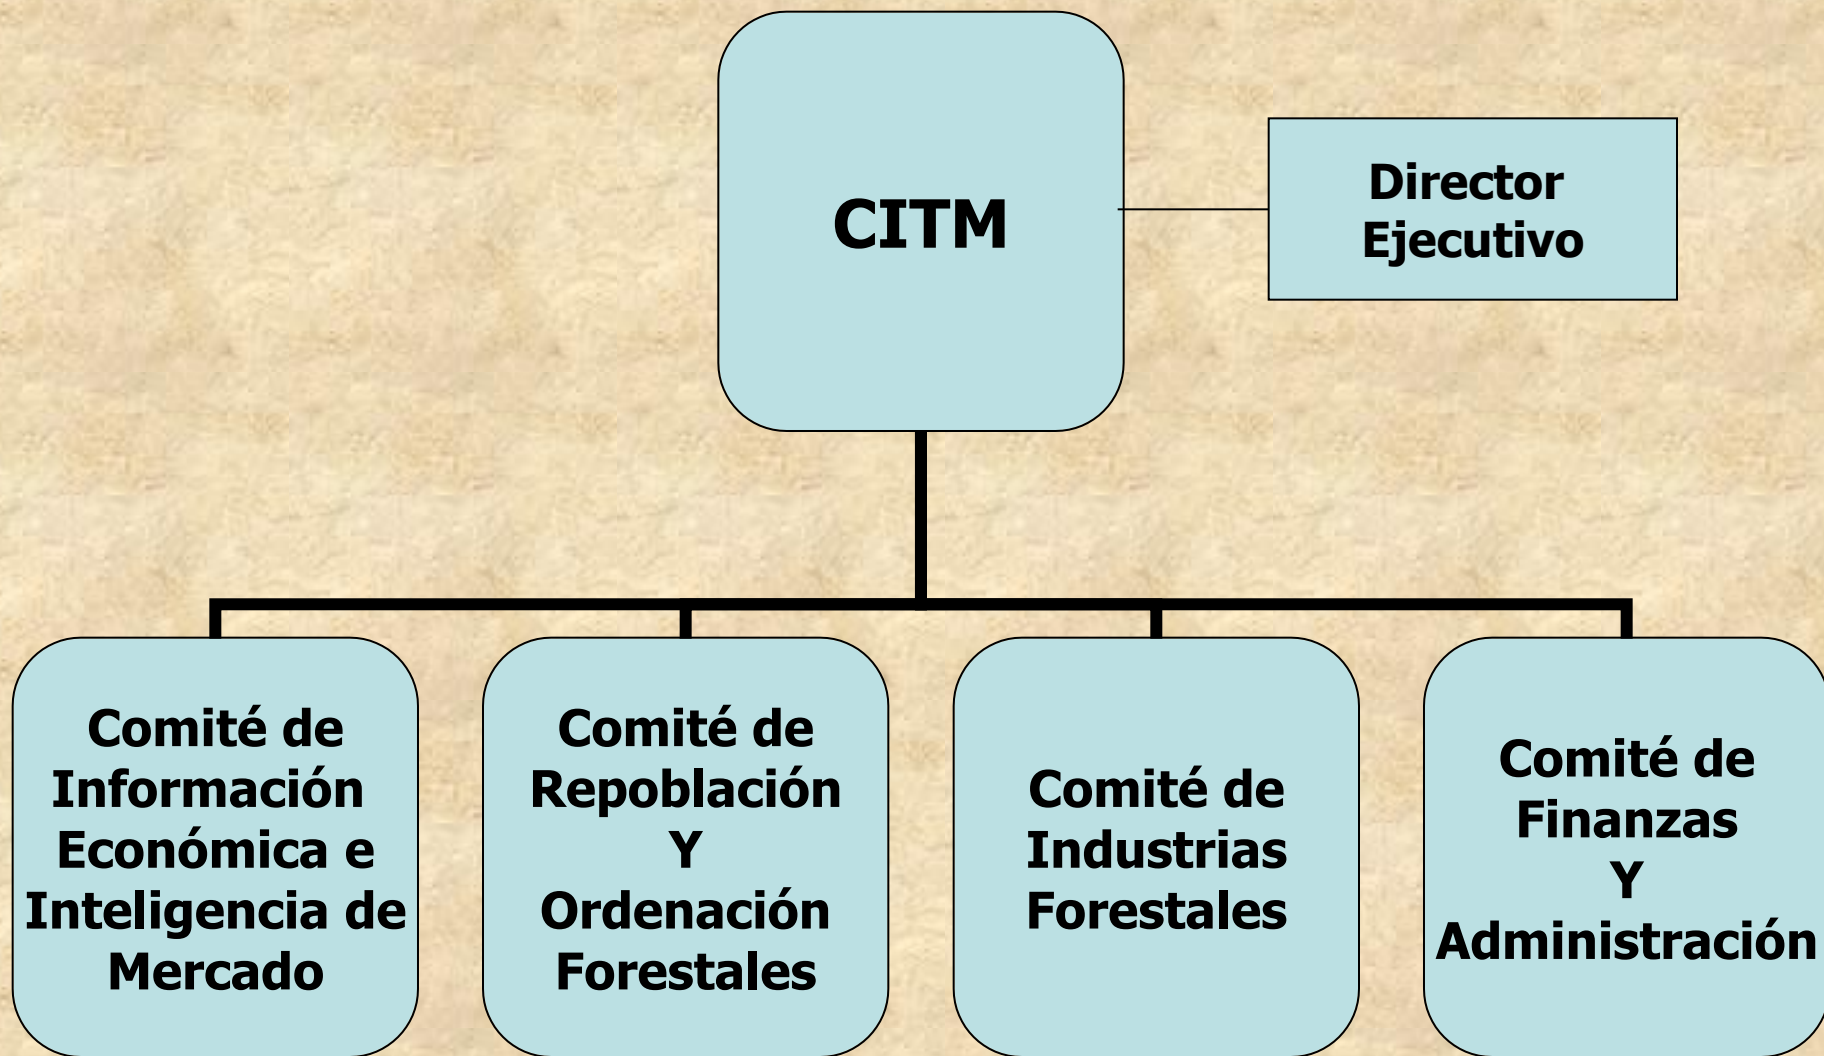 CITM
Director
Ejecutivo
Comité de
Información
Económica e
Inteligencia de
Mercado
Comité de
Repoblación
Y
Ordenación
Forestales
Comité de
Industrias
Forestales
Comité de
Finanzas
Y
Administración